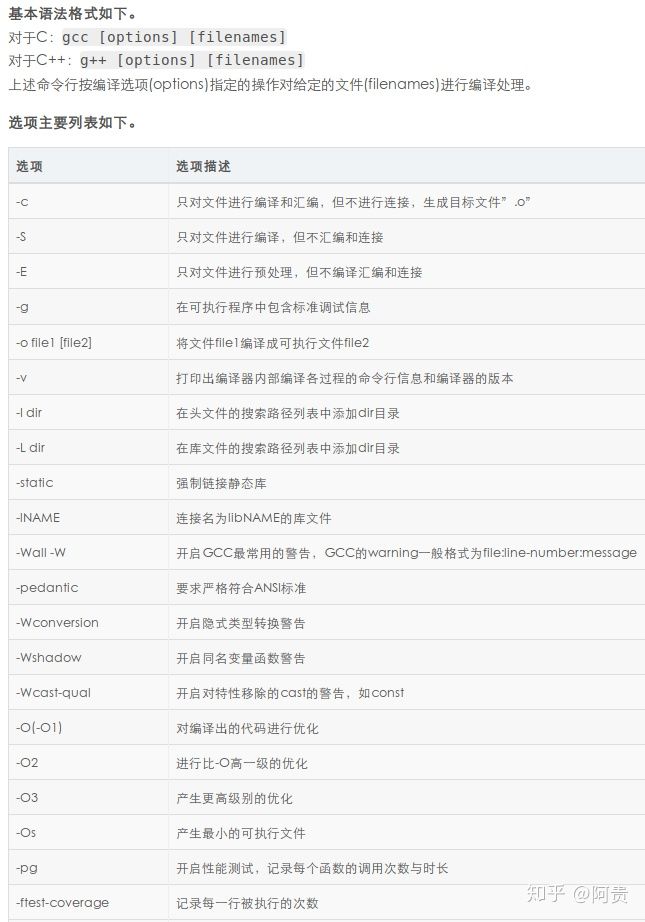 基本语法格式如下。
对于C：gcc [options] [filenames]
对于C++：g++ [options] [filenames]
上述命令行按编译选项(options)指定的操作对给定的文件(filenames)进行编译处理。
选项主要列表如下。
选项 选项描述
-c 只对文件进行编译和汇编，但不进行连接，生成目标文件”.o”
-S 只对文件进行编译，但不汇编和连接
-E 只对文件进行预处理，但不编译汇编和连接
-g 在可执行程序中包含标准调试信息
-o file1 [file2] 将文件file1编译成可执行文件file2
-v 打印出编译器内部编译各过程的命令行信息和编译器的版本
-I dir 在头文件的搜索路径列表中添加dir目录
-L dir 在库文件的搜索路径列表中添加dir目录
-static 强制链接静态库
-lNAME 连接名为libNAME的库文件
-Wall -W 开启GCC最常用的警告，GCC的warning一般格式为file:line-number:message
-pedantic 要求严格符合ANSI标准
-Wconversion 开启隐式类型转换警告
-Wshadow 开启同名变量函数警告
-Wcast-qual 开启对特性移除的cast的警告，如const
-O(-O1) 对编译出的代码进行优化
-O2 进行比-O高一级的优化
-O3 产生更高级别的优化
-Os 产生最小的可执行文件
-pg 开启性能测试，记录每个函数的调用次数与时长
-ftest-coverage 记录每一行被执行的次数
知乎 @阿贵